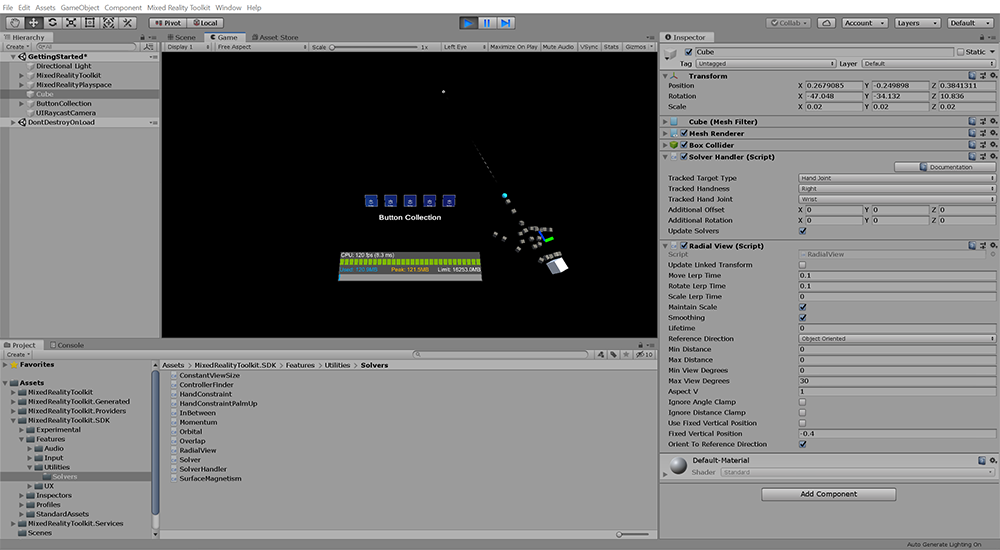 File Edit Assets GameObject Component Mixed Reality Toolkit Window Help
Pivot Local Collab Account Layers Default
Hierarchy
Create All
GettingStarted*
Directional Light
MixedRealityToolkit
MixedRealityPlayspace
Cube
ButtonCollection
UIRaycastCamera
DontDestroyOnLoad
Scene Game Asset Store
Display 1 Free Aspect Scale 1x Left Eye Maximize On Play Mute Audio VSync Stats Gizmos
Button Collection
CPU: 120 fps (8.3 ms)
Used: 120.9MB Peak: 121.5MB Limit: 16253.0MB
Project Console
Create 10
Favorites
Assets
MixedRealityToolkit
MixedRealityToolkit.Generated
MixedRealityToolkit.Providers
MixedRealityToolkit.SDK
Experimental
Features
Audio
Input
Utilities
Solvers
UX
Inspectors
Profiles
StandardAssets
MixedRealityToolkit.Services
Scenes
Assets > MixedRealityToolkit.SDK > Features > Utilities > Solvers
ConstantViewSize
ControllerFinder
HandConstraint
HandConstraintPalmUp
InBetween
Momentum
Orbital
Overlap
RadialView
Solver
SolverHandler
SurfaceMagnetism
Inspector
Cube Static
Tag Untagged Layer Default
Transform
Position X 0.2679085 Y -0.249898 Z 0.3841311
Rotation X -47.048 Y -34.132 Z 10.836
Scale X 0.02 Y 0.02 Z 0.02
Cube (Mesh Filter)
Mesh Renderer
Box Collider
Solver Handler (Script)
Documentation
Tracked Target Type Hand Joint
Tracked Handness Right
Tracked Hand Joint Wrist
Additional Offset X 0 Y 0 Z 0
Additional Rotation X 0 Y 0 Z 0
Update Solvers
Radial View (Script)
Script RadialView
Update Linked Transform
Move Lerp Time 0.1
Rotate Lerp Time 0.1
Scale Lerp Time 0
Maintain Scale
Smoothing
Lifetime 0
Reference Direction Object Oriented
Min Distance 0
Max Distance 0
Min View Degrees 0
Max View Degrees 30
Aspect V 1
Ignore Angle Clamp
Ignore Distance Clamp
Use Fixed Vertical Position
Fixed Vertical Position -0.4
Orient To Reference Direction
Default-Material
Shader Standard
Add Component
Auto Generate Lighting On